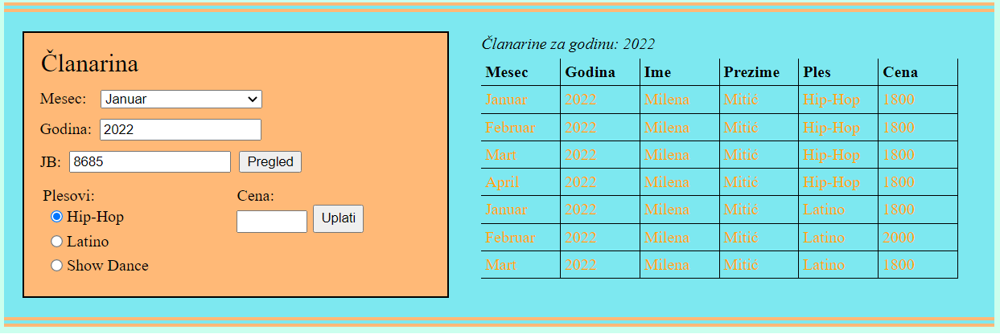 Članarina
Mesec: Januar
Godina: 2022
JB: 8685 Pregled
Plesovi:
Hip-Hop
Latino
Show Dance
Cena:
Uplati
Članarine za godinu: 2022
Mesec Godina Ime Prezime Ples Cena
Januar 2022 Milena Mitić Hip-Hop 1800
Februar 2022 Milena Mitić Hip-Hop 1800
Mart 2022 Milena Mitić Hip-Hop 1800
April 2022 Milena Mitić Hip-Hop 1800
Januar 2022 Milena Mitić Latino 1800
Februar 2022 Milena Mitić Latino 2000
Mart 2022 Milena Mitić Latino 1800